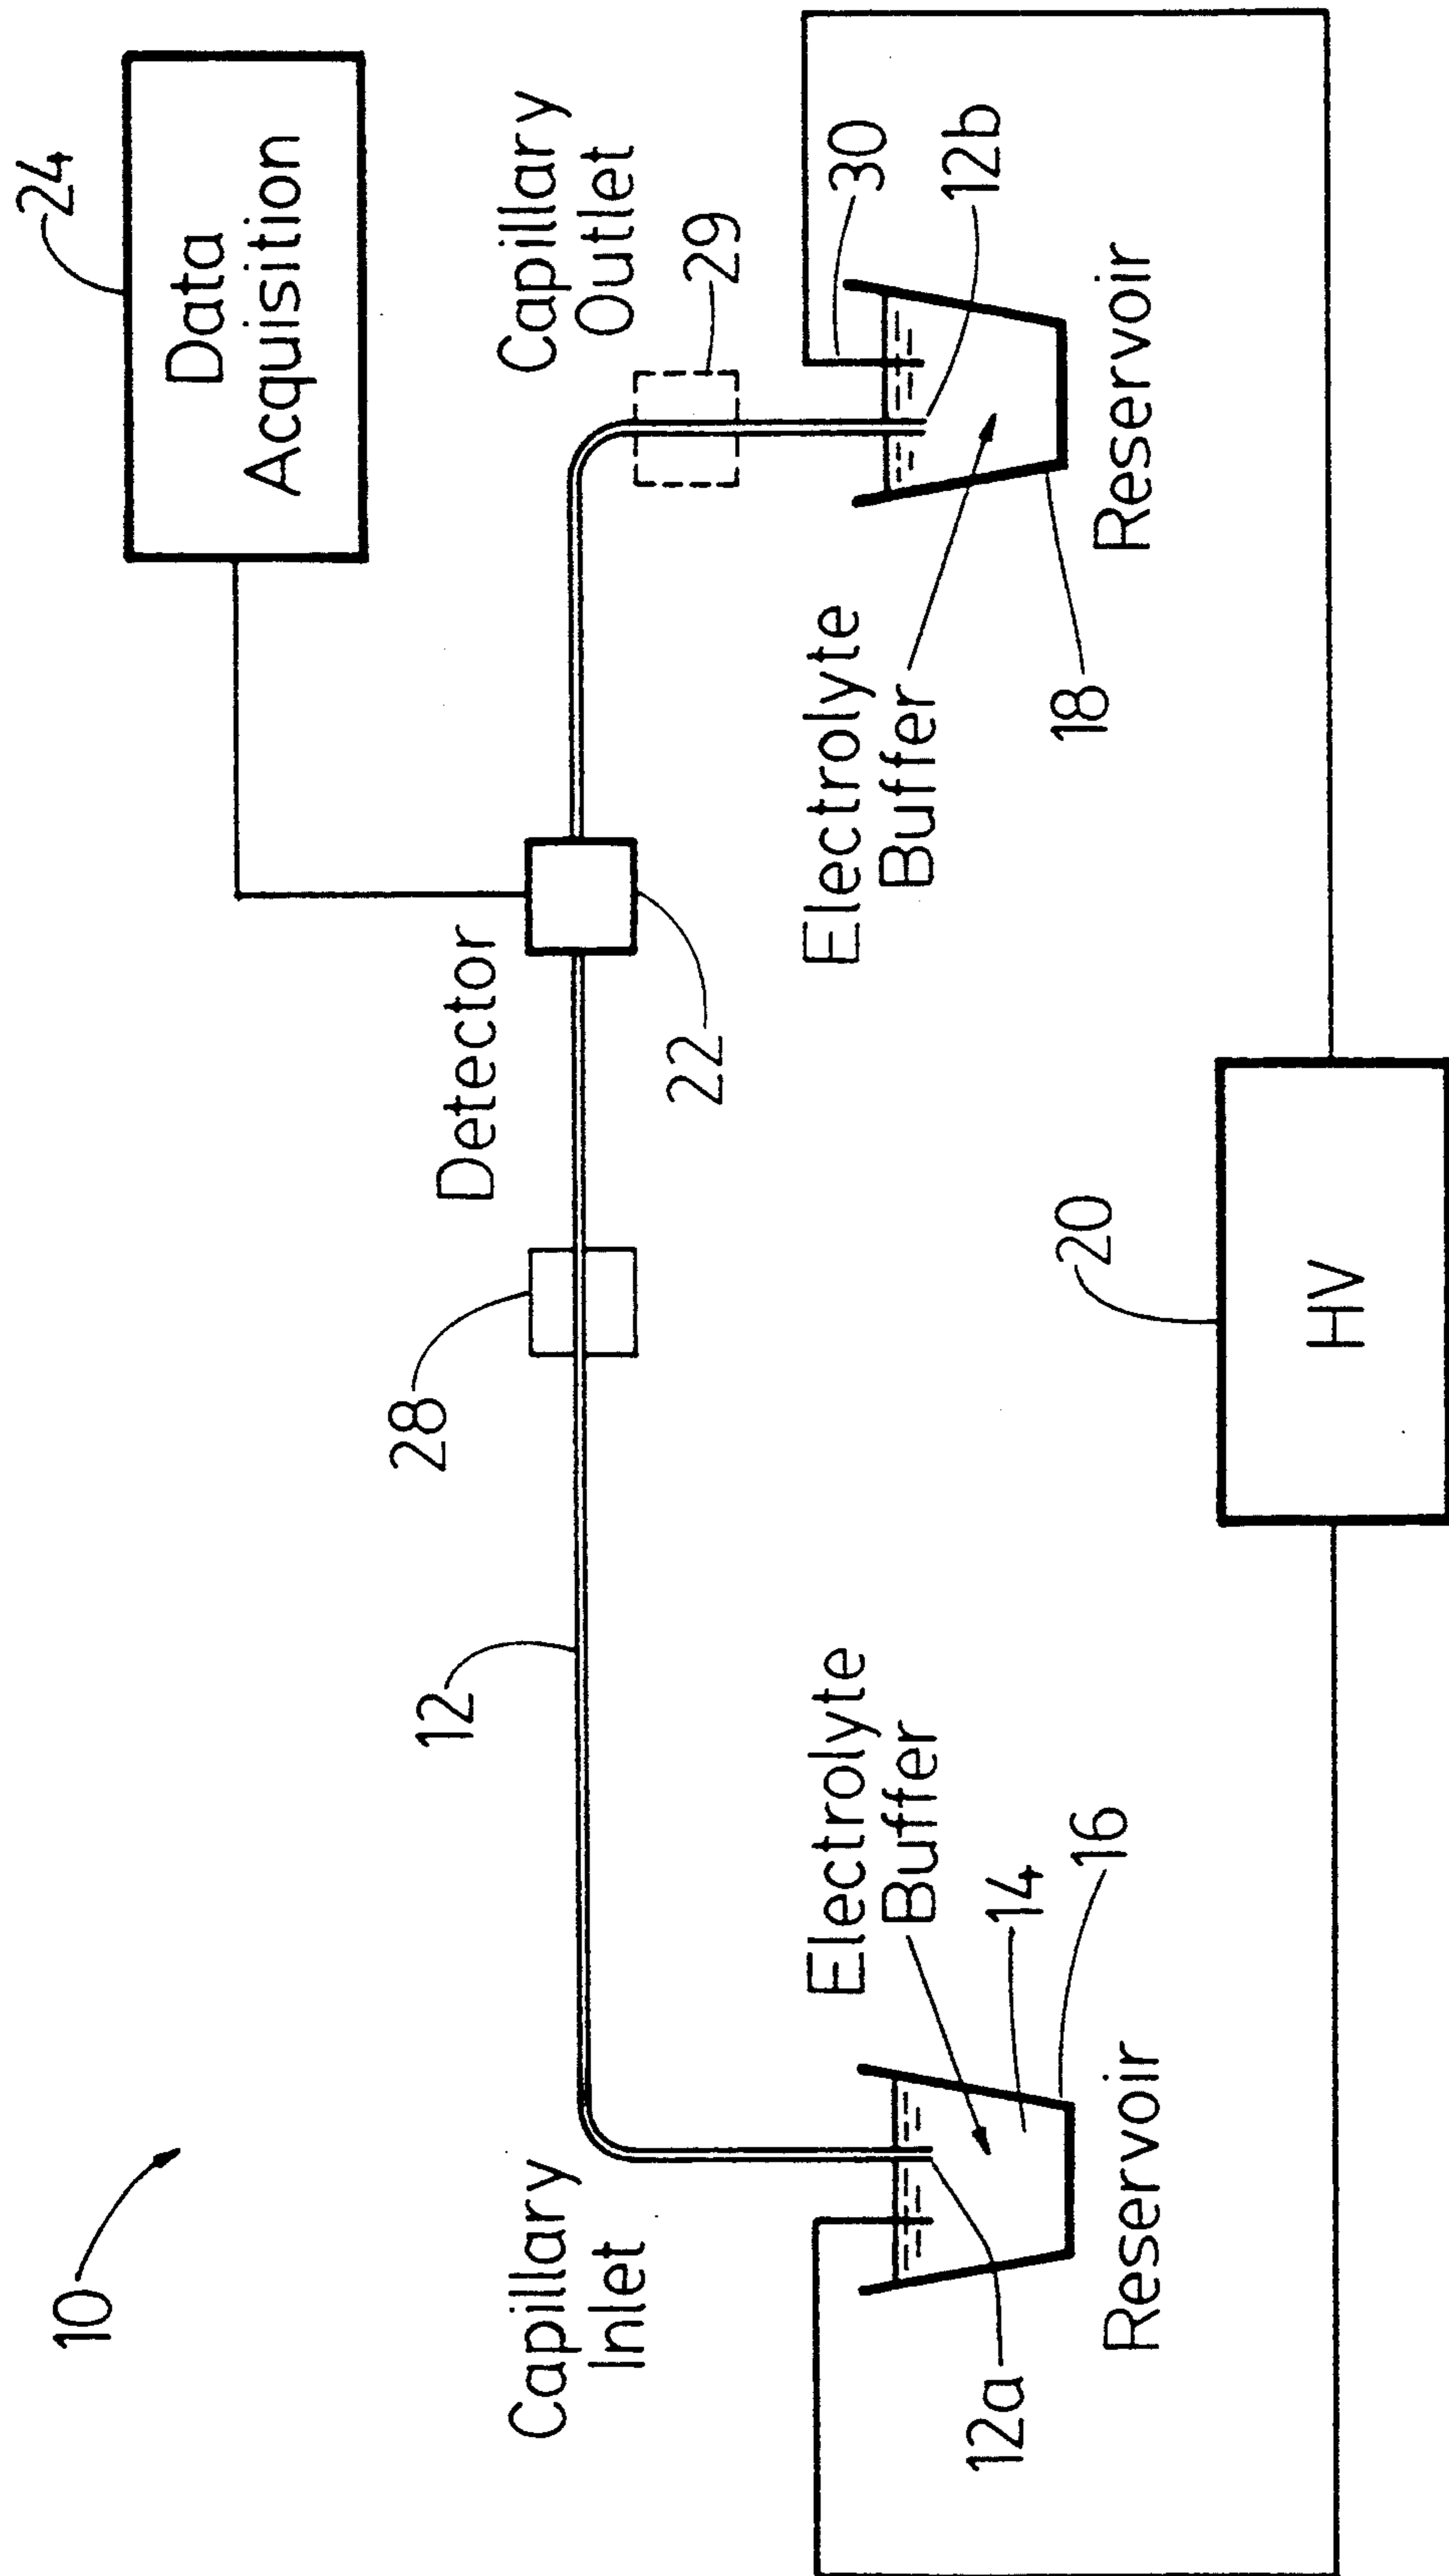 10
24
Data
Acquisition
Capillary
Inlet
12
28
Detector
22
Capillary
Outlet
29
30
12b
12a
Electrolyte
Buffer
14
16
Reservoir
Electrolyte
Buffer
18
Reservoir
20
HV